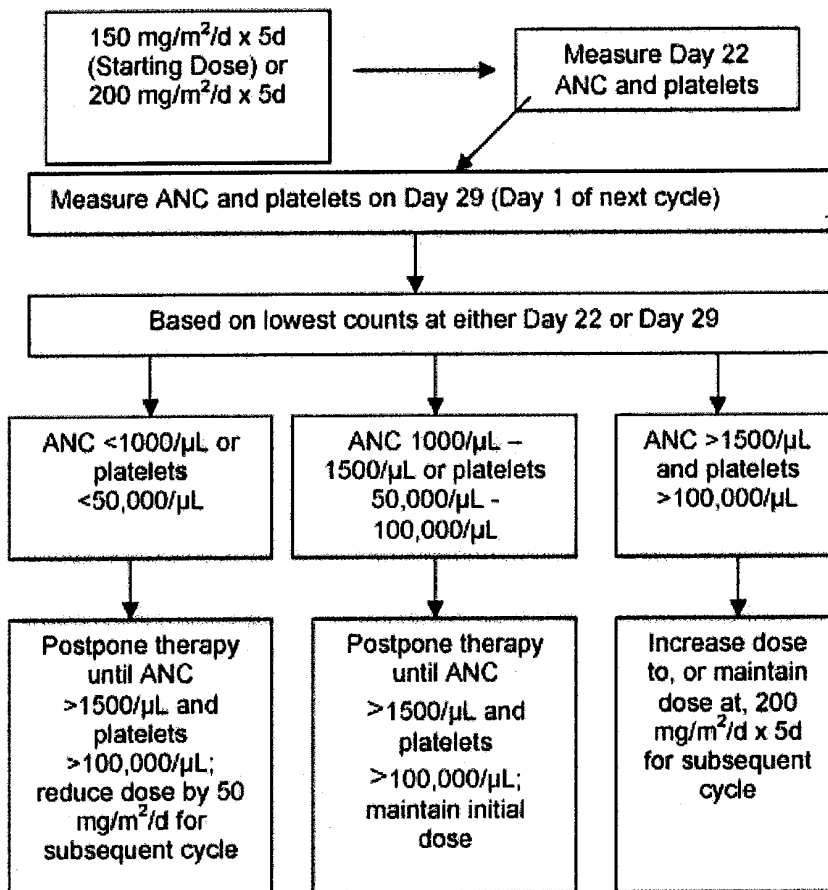 150 mg/m²/d x 5d
(Starting Dose) or
200 mg/m²/d x 5d
Measure Day 22
ANC and platelets
Measure ANC and platelets on Day 29 (Day 1 of next cycle)
Based on lowest counts at either Day 22 or Day 29
ANC <1000/µL or
platelets
<50,000/µL
ANC 1000/µL –
1500/µL or platelets
50,000/µL -
100,000/µL
ANC >1500/µL
and platelets
>100,000/µL
Postpone therapy
until ANC
>1500/µL and
platelets
>100,000/µL;
reduce dose by 50
mg/m²/d for
subsequent cycle
Postpone therapy
until ANC
>1500/µL and
platelets
>100,000/µL;
maintain initial
dose
Increase dose
to, or maintain
dose at, 200
mg/m²/d x 5d
for subsequent
cycle